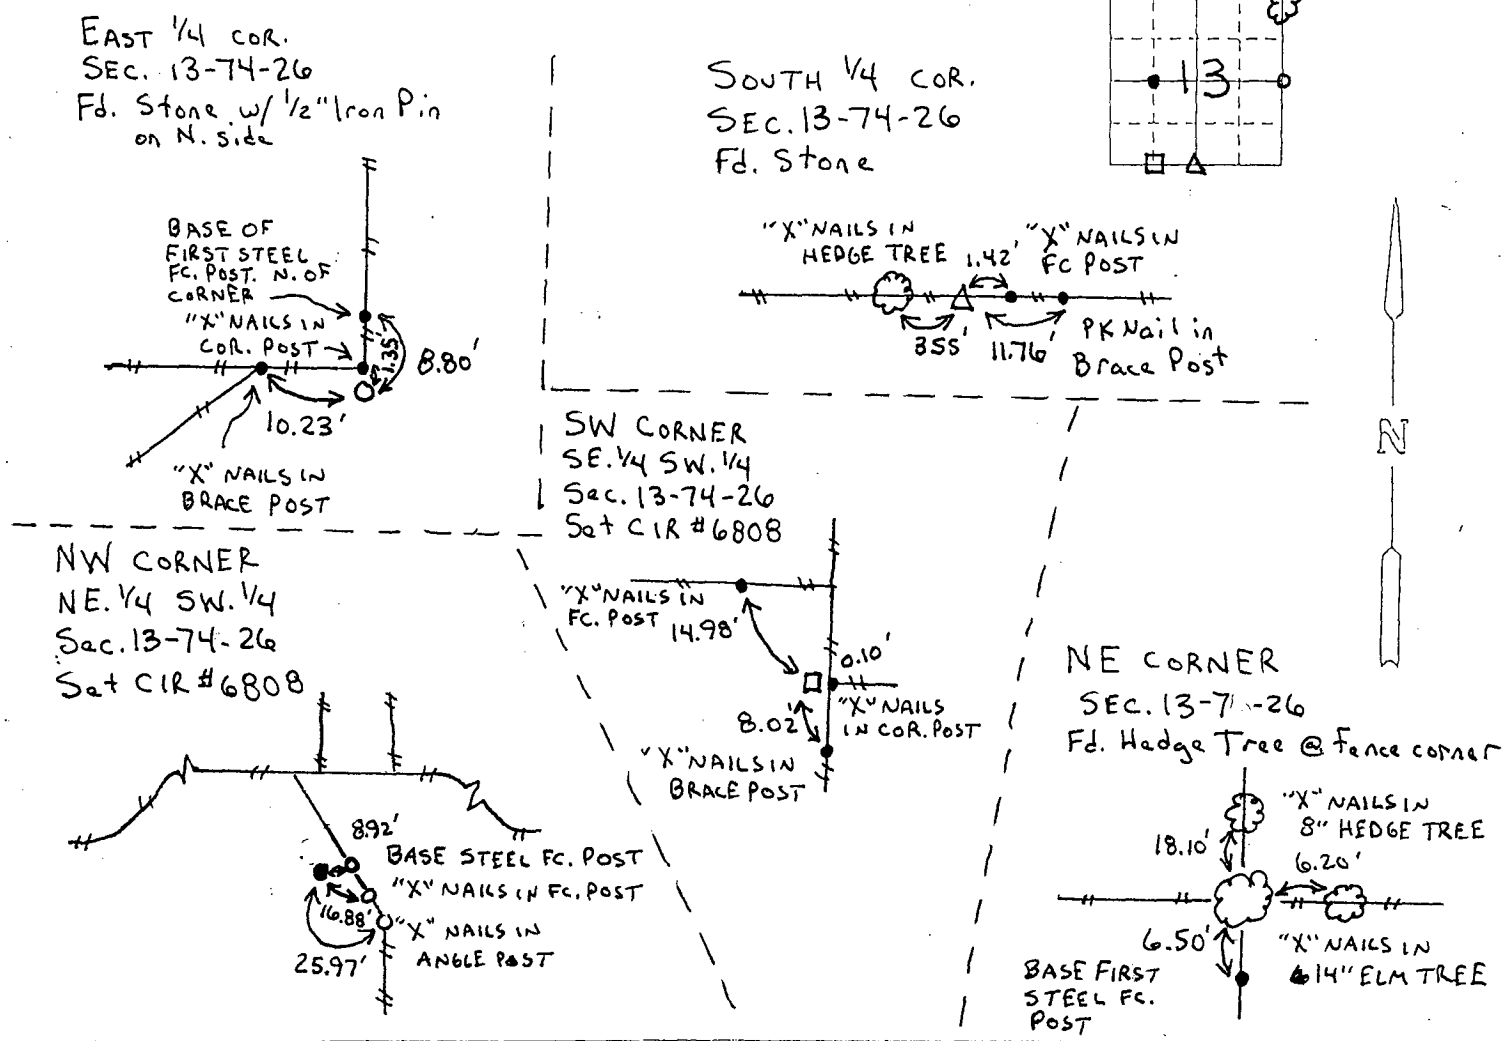 EAST 1/4 COR.
SEC. 13-74-26
Fd. Stone w/ 1/2" Iron Pin
on N. side
BASE OF
FIRST STEEL
FC. POST. N. OF
CORNER
"X" NAILS IN
COR. POST
1.35'
8.80'
10.23'
"X" NAILS IN
BRACE POST
SOUTH 1/4 COR.
SEC. 13-74-26
Fd. Stone
13
"X" NAILS IN
HEDGE TREE
1.42'
"X" NAILS IN
FC POST
355'
11.76'
PK Nail in
Brace Post
N
SW CORNER
SE. 1/4 SW. 1/4
Sec. 13-74-26
Set CIR #6808
"X" NAILS IN
FC. POST
14.98'
0.10'
"X" NAILS
IN COR. POST
8.02'
"X" NAILS IN
BRACE POST
NW CORNER
NE. 1/4 SW. 1/4
Sec. 13-74-26
Set CIR #6808
8.92'
BASE STEEL FC. POST
"X" NAILS IN FC. POST
16.88'
"X" NAILS IN
ANGLE POST
25.97'
NE CORNER
SEC. 13-7 -26
Fd. Hedge Tree @ fence corner
"X" NAILS IN
8" HEDGE TREE
18.10'
6.20'
6.50'
"X" NAILS IN
14" ELM TREE
BASE FIRST
STEEL FC.
POST